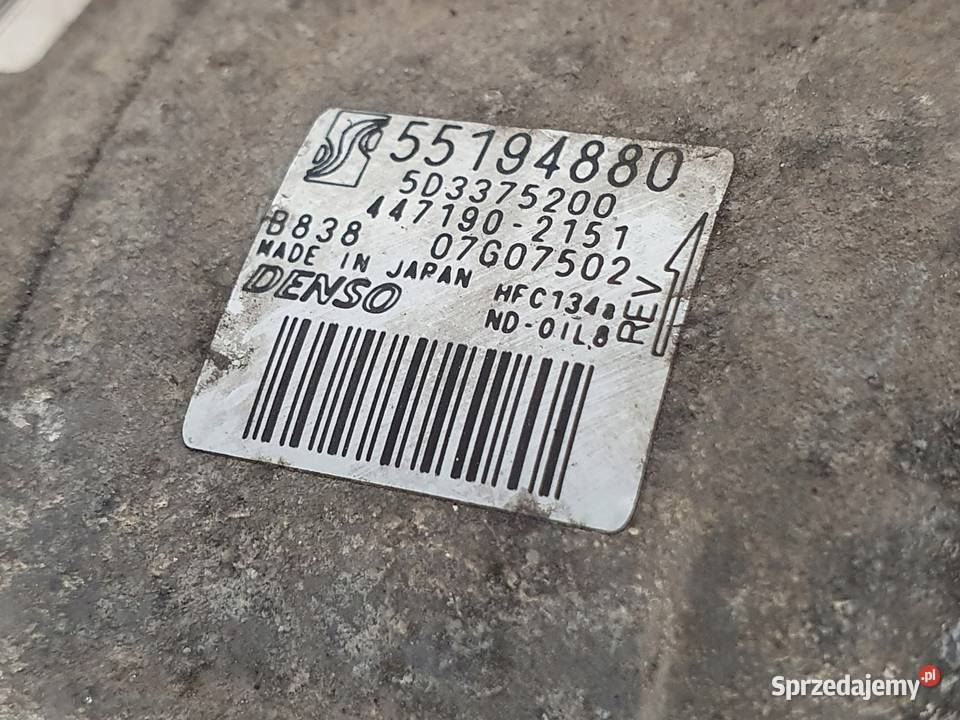 55194880
5D3375200
447190-2151
B838 07G07502
MADE IN JAPAN HFC134a
DENSO ND-OIL8
REV
Sprzedajemy.pl